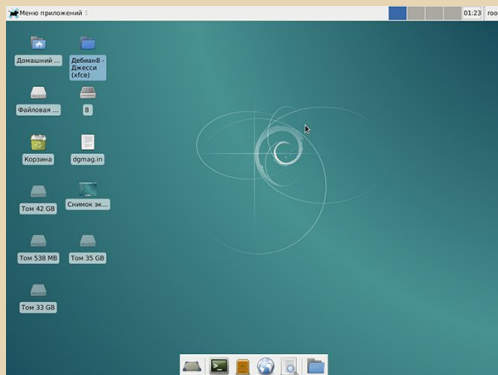 Меню приложений
01:23
roo
Домашний ...
Дебиан8 -
Джесси
(xfce)
Файловая ...
8
Корзина
dgmag.in
Том 42 GB
Снимок эк...
Том 538 MB
Том 35 GB
Том 33 GB